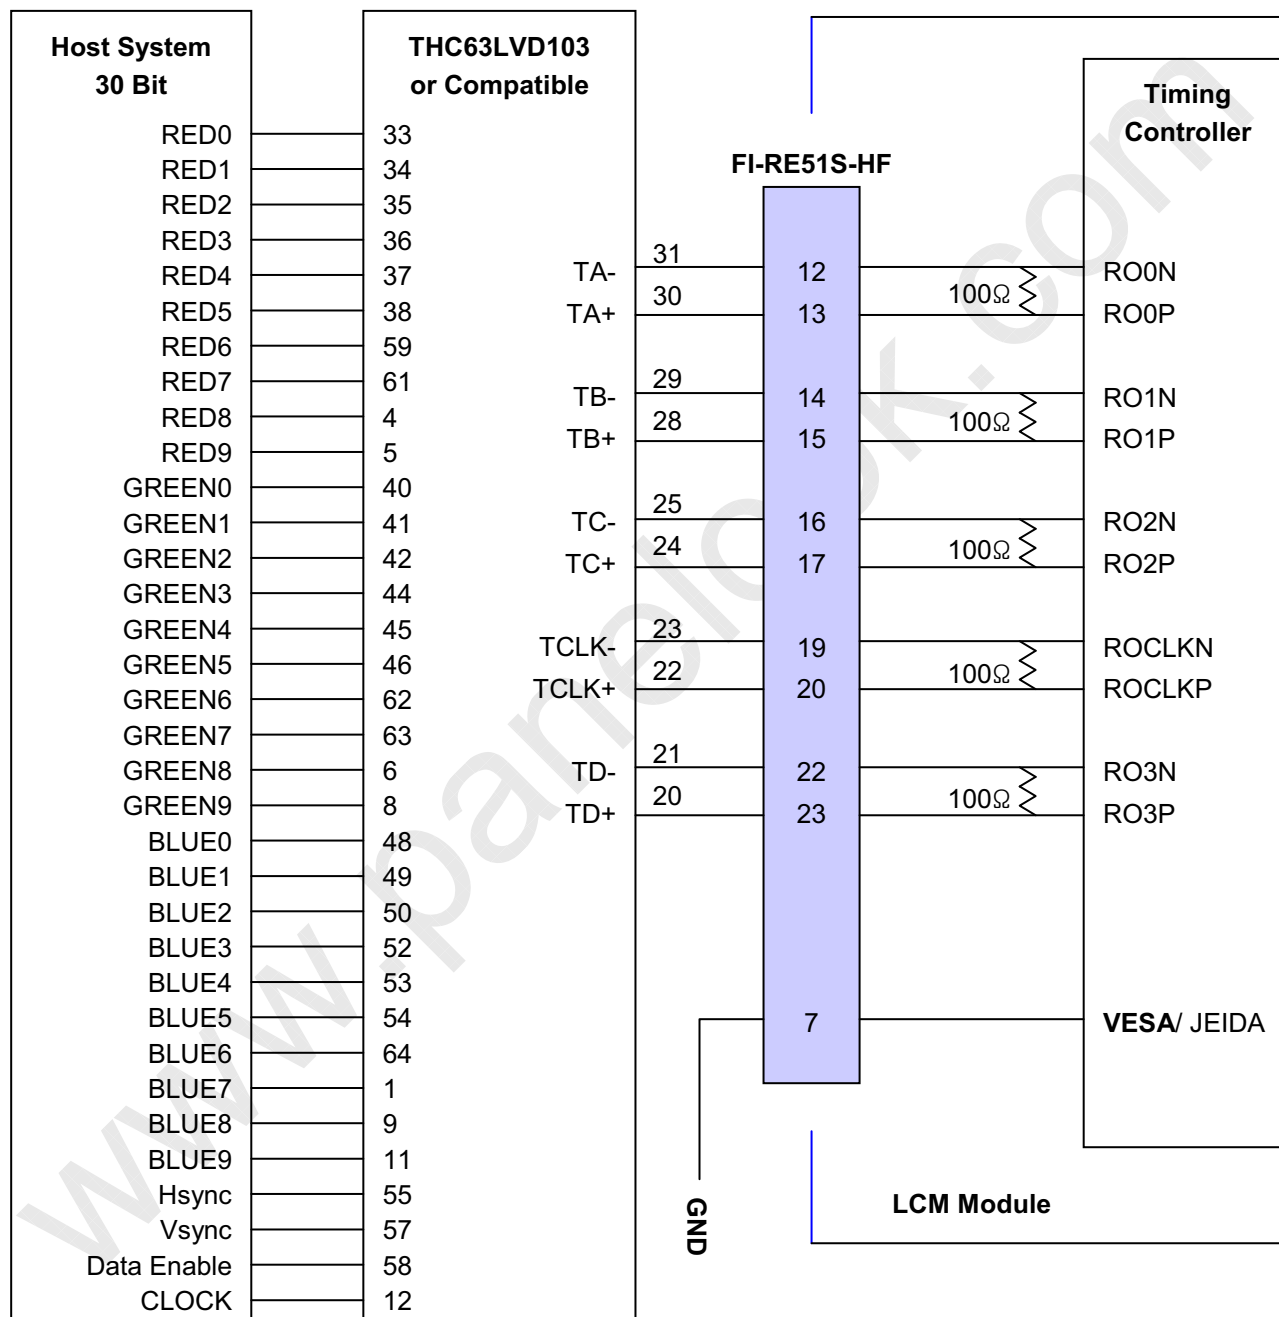 Host System
30 Bit
THC63LVD103
or Compatible
Timing
Controller
FI-RE51S-HF
RED0 33
RED1 34
RED2 35
RED3 36
RED4 37
RED5 38
RED6 59
RED7 61
RED8 4
RED9 5
GREEN0 40
GREEN1 41
GREEN2 42
GREEN3 44
GREEN4 45
GREEN5 46
GREEN6 62
GREEN7 63
GREEN8 6
GREEN9 8
BLUE0 48
BLUE1 49
BLUE2 50
BLUE3 52
BLUE4 53
BLUE5 54
BLUE6 64
BLUE7 1
BLUE8 9
BLUE9 11
Hsync 55
Vsync 57
Data Enable 58
CLOCK 12
TA- 31 12 RO0N
100Ω
TA+ 30 13 RO0P
TB- 29 14 RO1N
100Ω
TB+ 28 15 RO1P
TC- 25 16 RO2N
100Ω
TC+ 24 17 RO2P
TCLK- 23 19 ROCLKN
100Ω
TCLK+ 22 20 ROCLKP
TD- 21 22 RO3N
100Ω
TD+ 20 23 RO3P
7 VESA/ JEIDA
GND
LCM Module
www.panelook.com